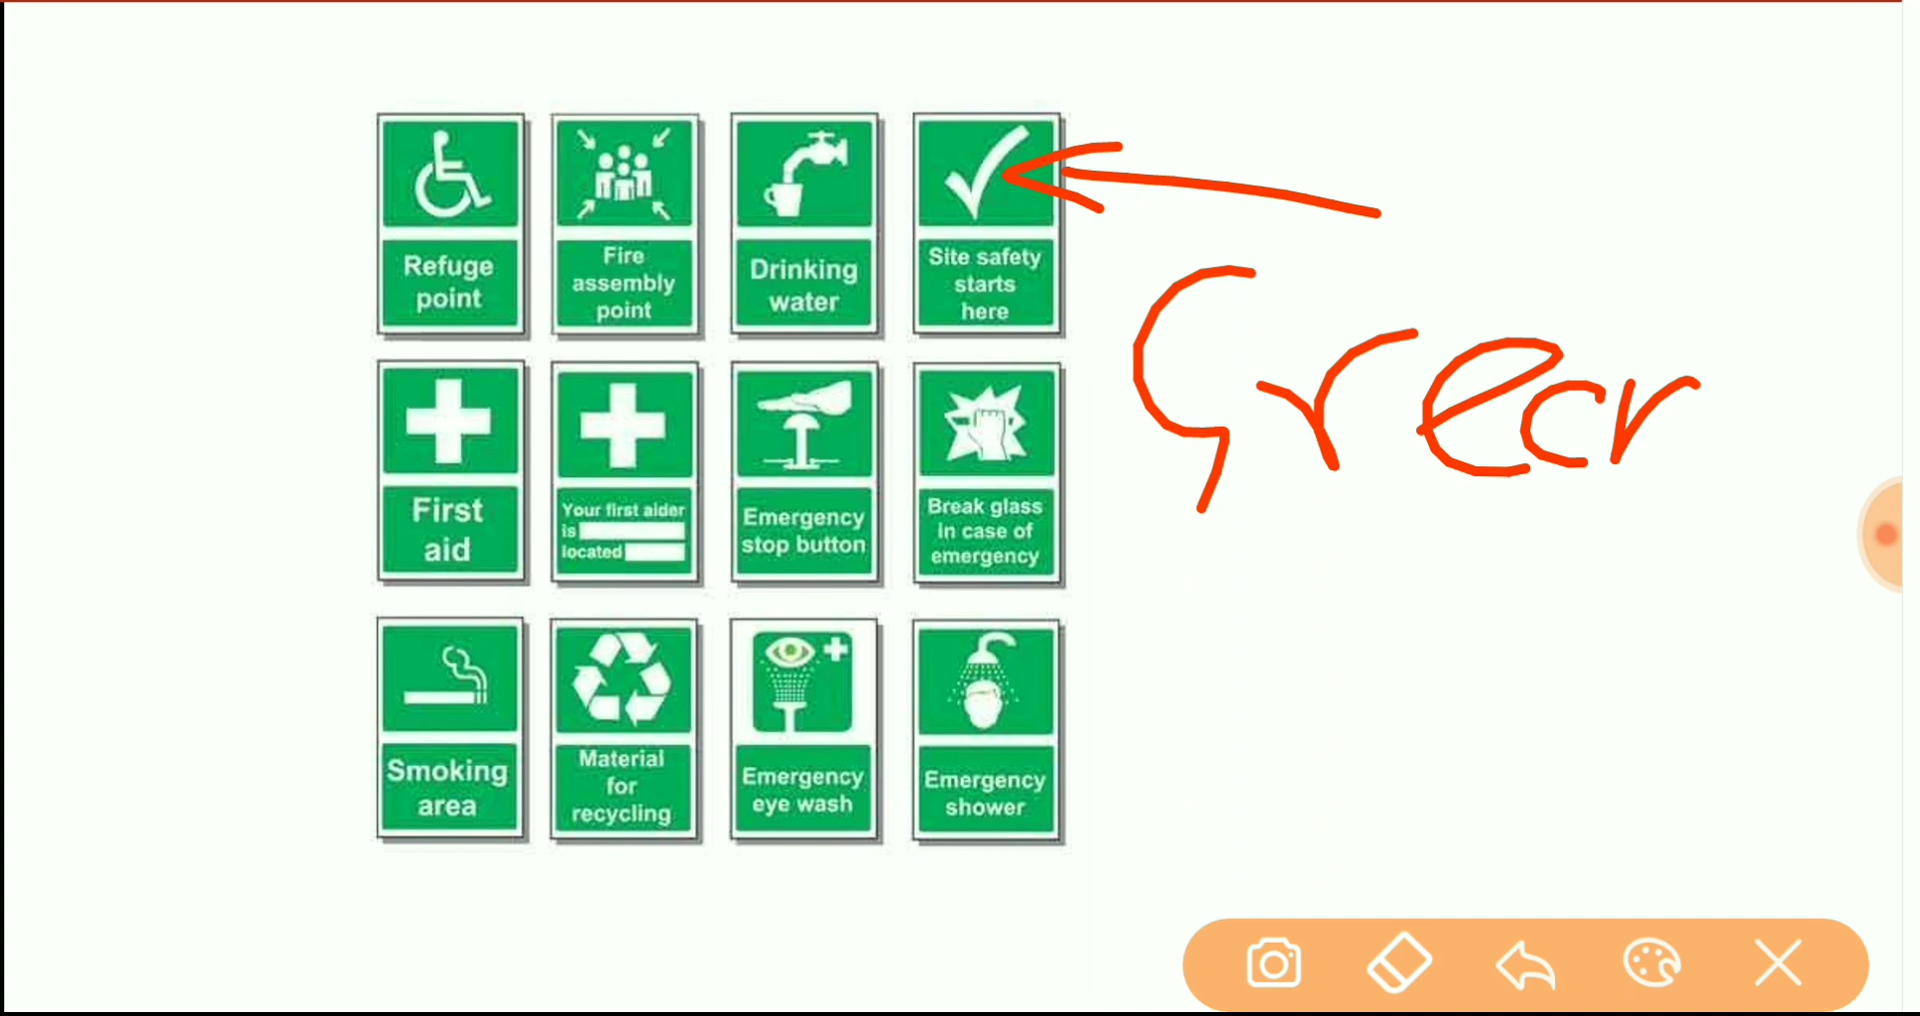 Refuge
point
Fire
assembly
point
Drinking
water
Site safety
starts
here
First
aid
Your first aider
is
located
Emergency
stop button
Break glass
in case of
emergency
Smoking
area
Material
for
recycling
Emergency
eye wash
Emergency
shower